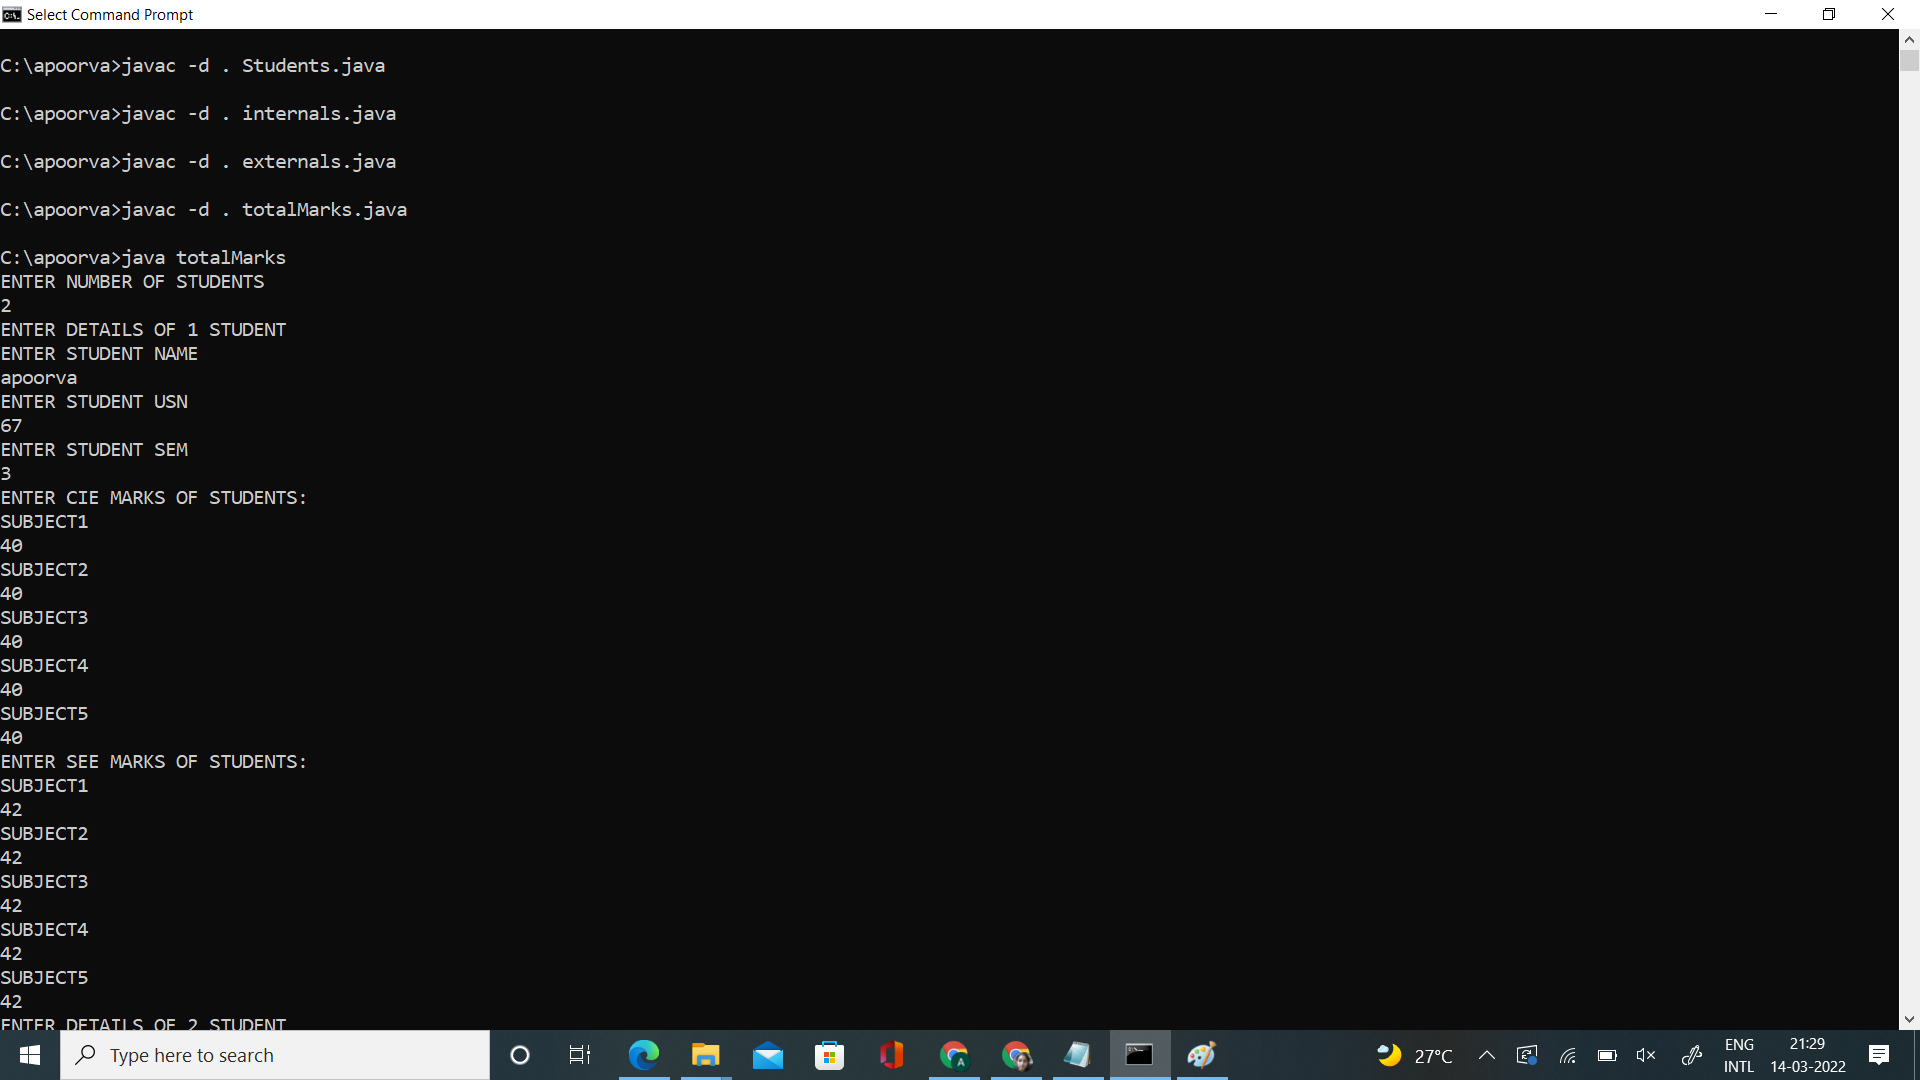 Select Command Prompt
C:\apoorva>javac -d . Students.java
C:\apoorva>javac -d . internals.java
C:\apoorva>javac -d . externals.java
C:\apoorva>javac -d . totalMarks.java
C:\apoorva>java totalMarks
ENTER NUMBER OF STUDENTS
2
ENTER DETAILS OF 1 STUDENT
ENTER STUDENT NAME
apoorva
ENTER STUDENT USN
67
ENTER STUDENT SEM
3
ENTER CIE MARKS OF STUDENTS:
SUBJECT1
40
SUBJECT2
40
SUBJECT3
40
SUBJECT4
40
SUBJECT5
40
ENTER SEE MARKS OF STUDENTS:
SUBJECT1
42
SUBJECT2
42
SUBJECT3
42
SUBJECT4
42
SUBJECT5
42
ENTER DETAILS OF 2 STUDENT
Type here to search
27°C
ENG
INTL
21:29
14-03-2022